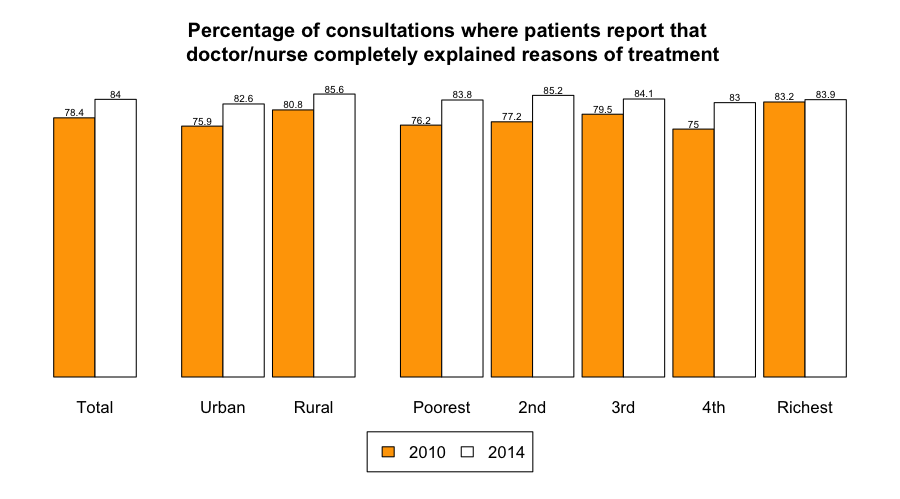 Percentage of consultations where patients report that
doctor/nurse completely explained reasons of treatment
78.4 84 75.9 82.6 80.8 85.6 76.2 83.8 77.2 85.2 79.5 84.1 75 83 83.2 83.9
Total Urban Rural Poorest 2nd 3rd 4th Richest
2010 2014